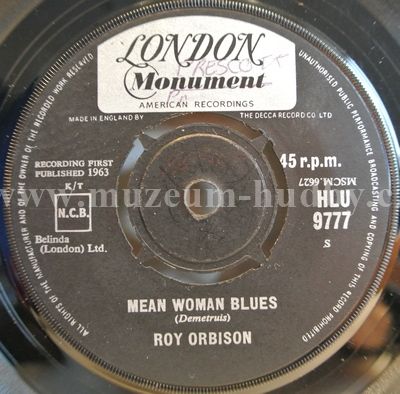 LONDON
Monument
AMERICAN RECORDINGS
MADE IN ENGLAND BY THE DECCA RECORD CO LTD
ALL RIGHTS OF THE MANUFACTURER AND OF THE OWNER OF THE RECORDED WORK RESERVED
UNAUTHORISED PUBLIC PERFORMANCE BROADCASTING AND COPYING OF THIS RECORD PROHIBITED
RECORDING FIRST
PUBLISHED 1963
K/T
N.C.B.
Belinda
(London) Ltd.
45 r.p.m.
MSCM.6627
HLU
9777
S
www.muzeum-hudby.c
MEAN WOMAN BLUES
(Demetruis)
ROY ORBISON